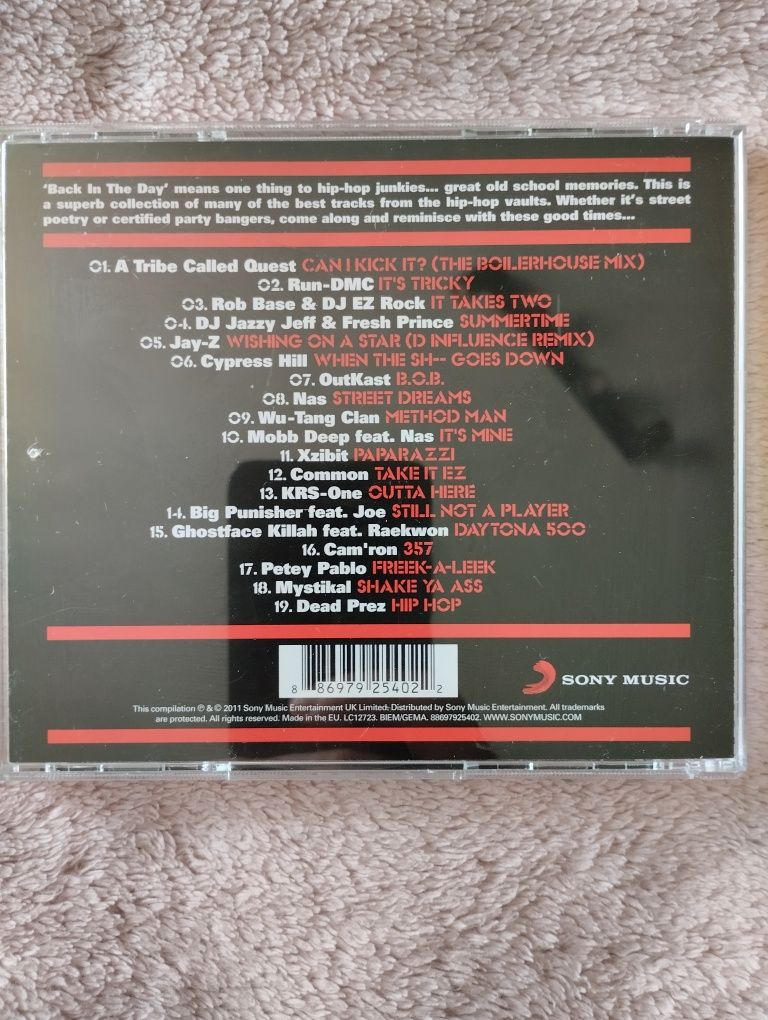 'Back In The Day' means one thing to hip-hop junkies... great old school memories. This is
a superb collection of many of the best tracks from the hip-hop vaults. Whether it's street
poetry or certified party bangers, come along and reminisce with these good times...
01. A Tribe Called Quest CAN I KICK IT? (THE BOILERHOUSE MIX)
02. Run-DMC IT'S TRICKY
03. Rob Base & DJ EZ Rock IT TAKES TWO
04. DJ Jazzy Jeff & Fresh Prince SUMMERTIME
05. Jay-Z WISHING ON A STAR (D INFLUENCE REMIX)
06. Cypress Hill WHEN THE SH-- GOES DOWN
07. OutKast B.O.B.
08. Nas STREET DREAMS
09. Wu-Tang Clan METHOD MAN
10. Mobb Deep feat. Nas IT'S MINE
11. Xzibit PAPARAZZI
12. Common TAKE IT EZ
13. KRS-One OUTTA HERE
14. Big Punisher feat. Joe STILL NOT A PLAYER
15. Ghostface Killah feat. Raekwon DAYTONA 500
16. Cam'ron 357
17. Petey Pablo FREEK-A-LEEK
18. Mystikal SHAKE YA ASS
19. Dead Prez HIP HOP
8 86979 25402 2
SONY MUSIC
This compilation ℗ & © 2011 Sony Music Entertainment UK Limited. Distributed by Sony Music Entertainment. All trademarks
are protected. All rights reserved. Made in the EU. LC12723. BIEM/GEMA. 88697925402. WWW.SONYMUSIC.COM